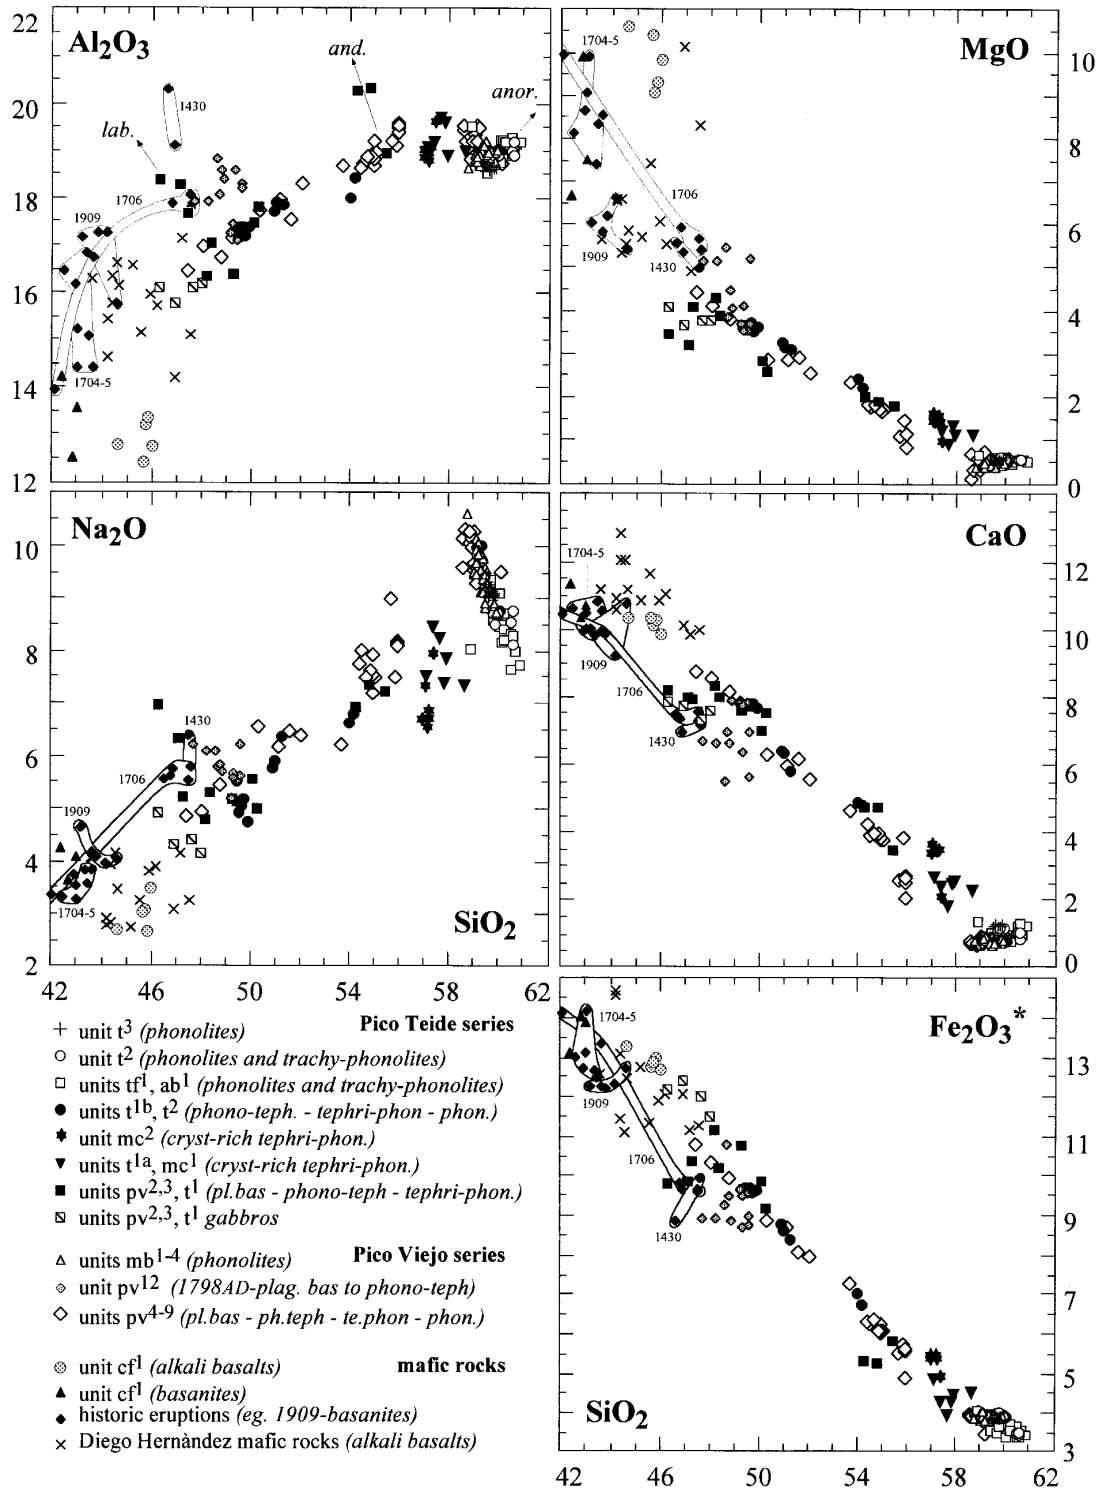 22
20
18
16
14
12
Al₂O₃
and.
anor.
lab.
1430
1706
1909
1704-5
1704-5
MgO
1706
1909
1430
10
8
6
4
2
0
Na₂O
10
8
6
4
2
1430
1706
1909
1704-5
SiO₂
42 46 50 54 58 62
1704-5
CaO
1909
1706
1430
12
10
8
6
4
2
0
unit t³ (phonolites) Pico Teide series
unit t² (phonolites and trachy-phonolites)
units tf¹, ab¹ (phonolites and trachy-phonolites)
units t¹ᵇ, t² (phono-teph. - tephri-phon - phon.)
unit mc² (cryst-rich tephri-phon.)
units t¹ᵃ, mc¹ (cryst-rich tephri-phon.)
units pv²,³, t¹ (pl.bas - phono-teph - tephri-phon.)
units pv²,³, t¹ gabbros
units mb¹⁻⁴ (phonolites) Pico Viejo series
unit pv¹² (1798AD-plag. bas to phono-teph)
units pv⁴⁻⁹ (pl.bas - ph.teph - te.phon - phon.)
unit cf¹ (alkali basalts) mafic rocks
unit cf¹ (basanites)
historic eruptions (eg. 1909-basanites)
Diego Hernàndez mafic rocks (alkali basalts)
1704-5
Fe₂O₃*
1909
1706
1430
13
11
9
7
5
3
SiO₂
42 46 50 54 58 62